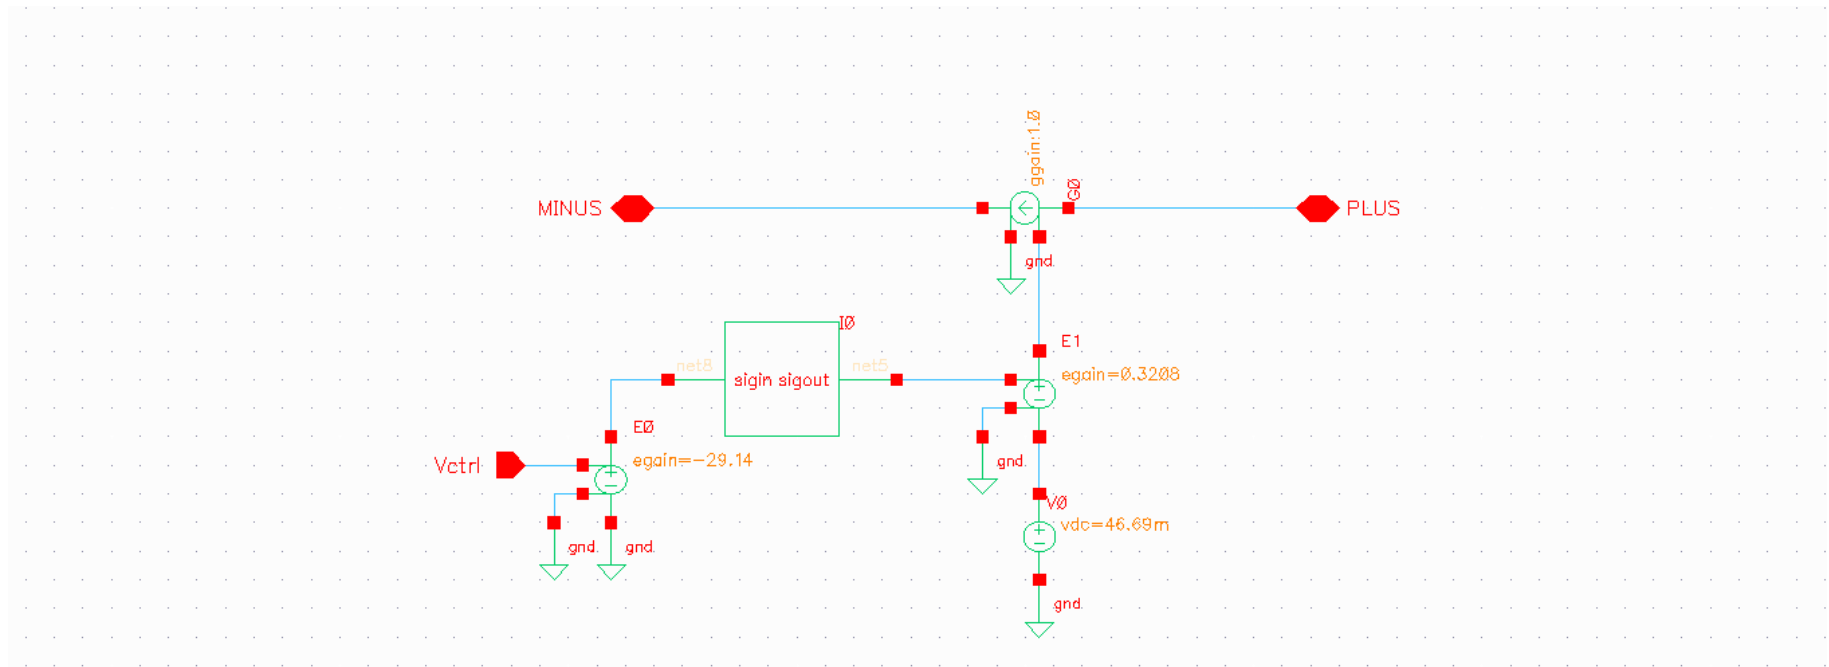 ggain:1.0
G0
MINUS
PLUS
gnd
I0
E1
net8
net5
egain=0.3208
sigin sigout
E0
egain=-29.14
Vctrl
gnd
V0
vdc=46.69m
gnd
gnd
gnd